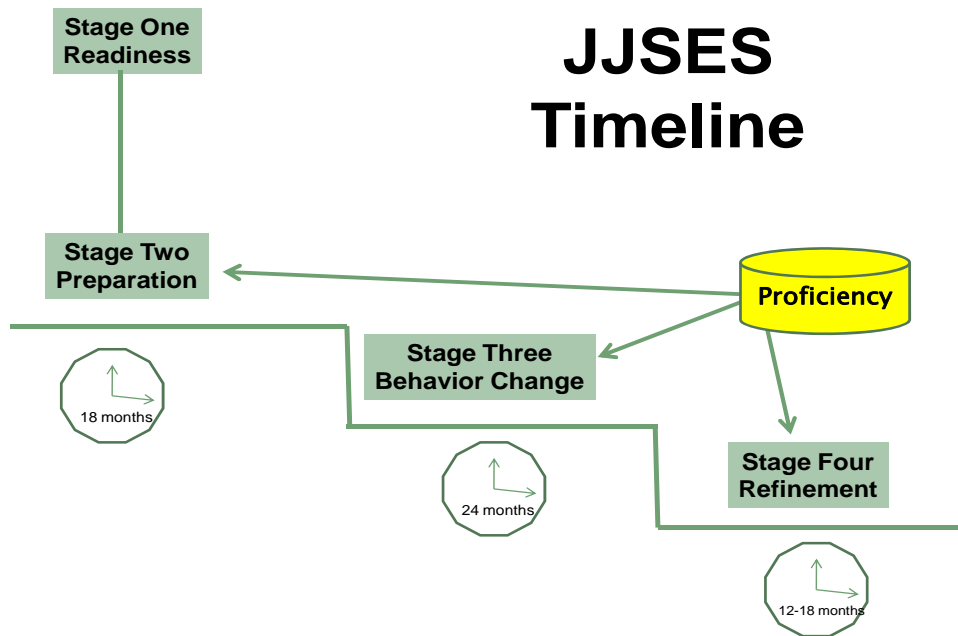 Stage One
Readiness
JJSES
Timeline
Stage Two
Preparation
Proficiency
Stage Three
Behavior Change
18 months
Stage Four
Refinement
24 months
12-18 months